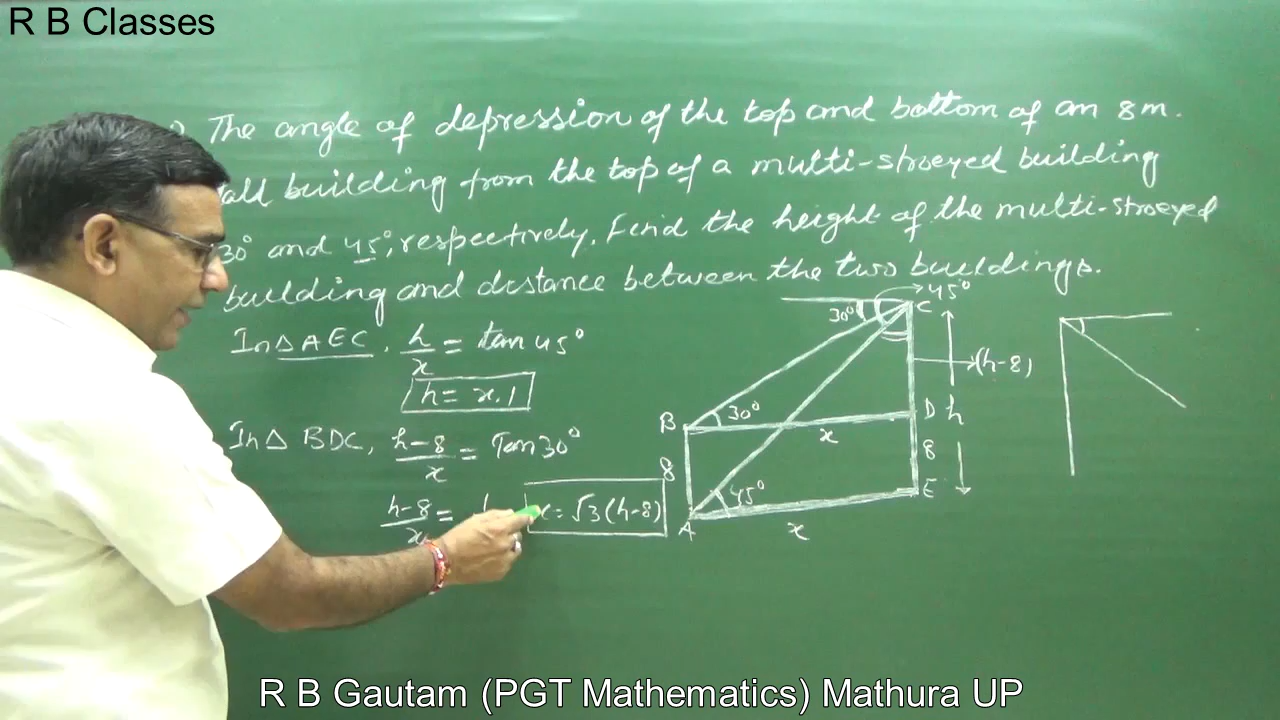 R B Classes
The angle of depression of the top and bottom of an 8 m.
all building from the top of a multi-stroeyed building
30° and 45°, respectively. Find the height of the multi-stroeyed
building and distance between the two buildings.
In △ AEC, h/x = tan 45°
h = x.1
In △ BDC, h-8/x = Tan 30°
h-8/x = x = √3 (h-8)
30° 45° C
(h-8)
B 30° x D h
8 8
A 45° E
x
R B Gautam (PGT Mathematics) Mathura UP